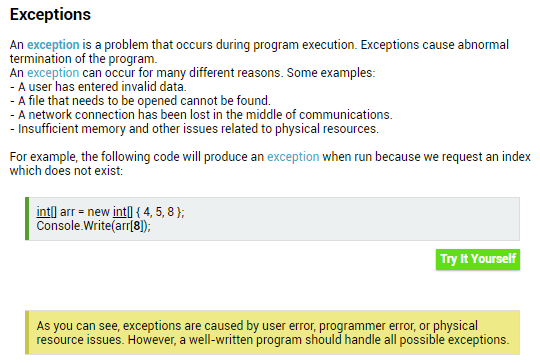 Exceptions
An exception is a problem that occurs during program execution. Exceptions cause abnormal
termination of the program.
An exception can occur for many different reasons. Some examples:
- A user has entered invalid data.
- A file that needs to be opened cannot be found.
- A network connection has been lost in the middle of communications.
- Insufficient memory and other issues related to physical resources.
For example, the following code will produce an exception when run because we request an index
which does not exist:
int[] arr = new int[] { 4, 5, 8 };
Console.Write(arr[8]);
Try It Yourself
As you can see, exceptions are caused by user error, programmer error, or physical
resource issues. However, a well-written program should handle all possible exceptions.